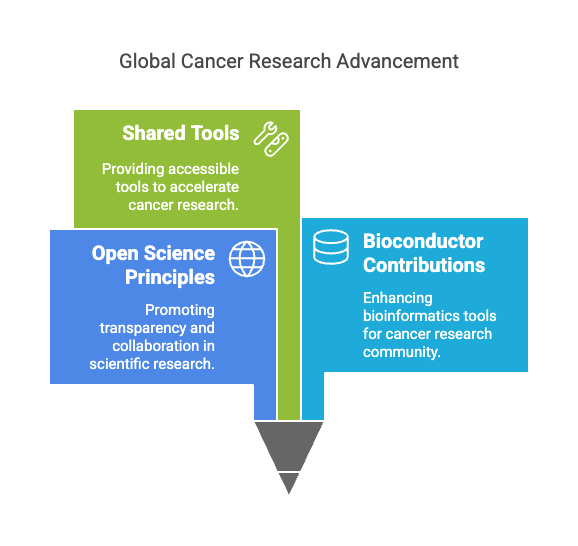 Global Cancer Research Advancement
Shared Tools
Providing accessible
tools to accelerate
cancer research.
Open Science
Principles
Promoting
transparency and
collaboration in
scientific research.
Bioconductor
Contributions
Enhancing
bioinformatics tools
for cancer research
community.